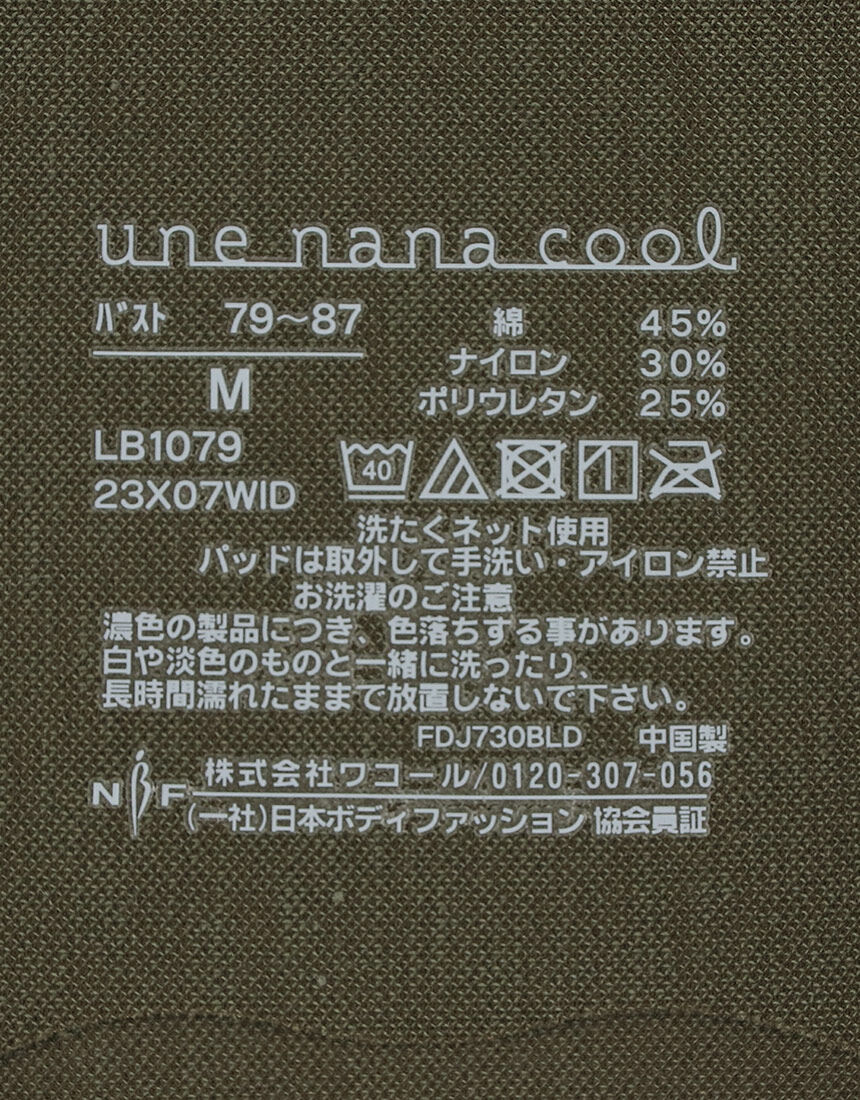 une nana cool
バスト 79～87
M
綿 45%
ナイロン 30%
ポリウレタン 25%
LB1079
23X07WID
40
洗たくネット使用
パッドは取外して手洗い・アイロン禁止
お洗濯のご注意
濃色の製品につき、色落ちする事があります。
白や淡色のものと一緒に洗ったり、
長時間濡れたままで放置しないで下さい。
FDJ730BLD 中国製
NBF
株式会社ワコール/0120-307-056
(一社)日本ボディファッション協会員証